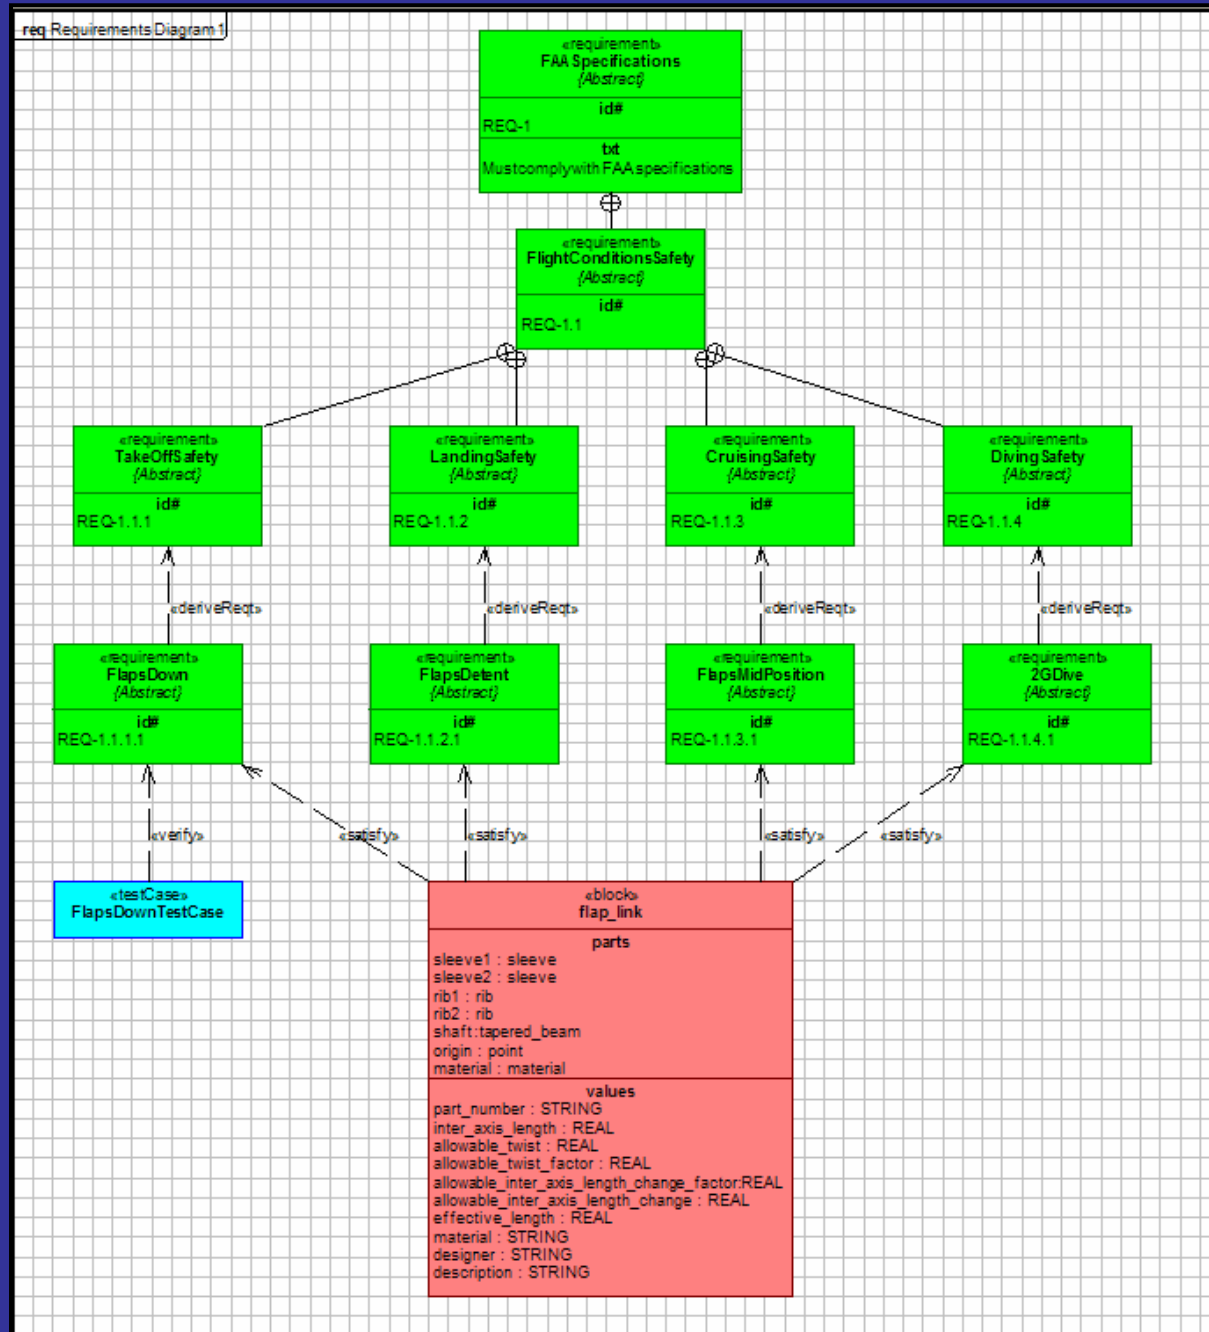 req Requirements Diagram 1
«requirement»
FAA Specifications
{Abstract}
id#
REQ-1
txt
Must comply with FAA specifications
«requirement»
FlightConditionsSafety
{Abstract}
id#
REQ-1.1
«requirement»
TakeOffSafety
{Abstract}
id#
REQ-1.1.1
«requirement»
LandingSafety
{Abstract}
id#
REQ-1.1.2
«requirement»
CruisingSafety
{Abstract}
id#
REQ-1.1.3
«requirement»
DivingSafety
{Abstract}
id#
REQ-1.1.4
«deriveReqt»
«deriveReqt»
«deriveReqt»
«deriveReqt»
«requirement»
FlapsDown
{Abstract}
id#
REQ-1.1.1.1
«requirement»
FlapsDetent
{Abstract}
id#
REQ-1.1.2.1
«requirement»
FlapsMidPosition
{Abstract}
id#
REQ-1.1.3.1
«requirement»
2GDive
{Abstract}
id#
REQ-1.1.4.1
«verify»
«satisfy»
«satisfy»
«satisfy»
«satisfy»
«testCase»
FlapsDownTestCase
«block»
flap_link
parts
sleeve1 : sleeve
sleeve2 : sleeve
rib1 : rib
rib2 : rib
shaft:tapered_beam
origin : point
material : material
values
part_number : STRING
inter_axis_length : REAL
allowable_twist : REAL
allowable_twist_factor : REAL
allowable_inter_axis_length_change_factor:REAL
allowable_inter_axis_length_change : REAL
effective_length : REAL
material : STRING
designer : STRING
description : STRING